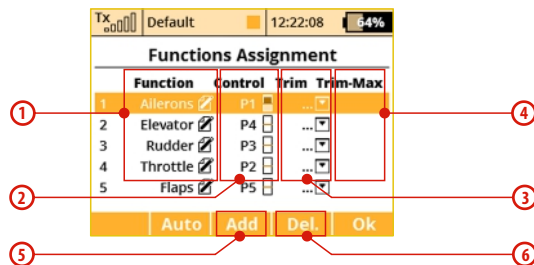 Tx Default 12:22:08 64%
Functions Assignment
Function Control Trim Trim-Max
1 Ailerons P1 ...
2 Elevator P4 ...
3 Rudder P3 ...
4 Throttle P2 ...
5 Flaps P5 ...
Auto Add Del. Ok
1
4
2
3
5
6